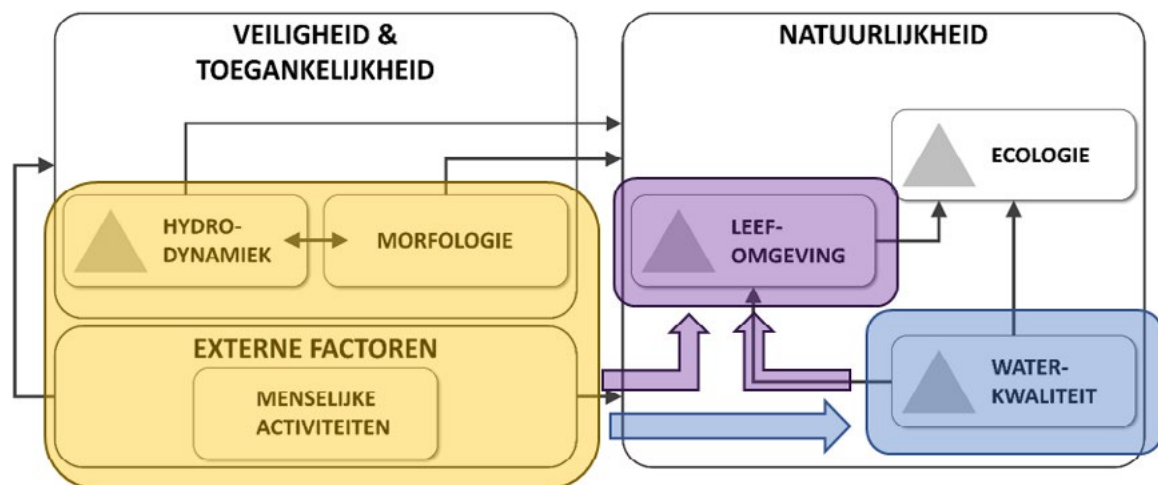 VEILIGHEID &
TOEGANKELIJKHEID
HYDRO-
DYNAMIEK
MORFOLOGIE
EXTERNE FACTOREN
MENSELIJKE
ACTIVITEITEN
NATUURLIJKHEID
ECOLOGIE
LEEF-
OMGEVING
WATER-
KWALITEIT